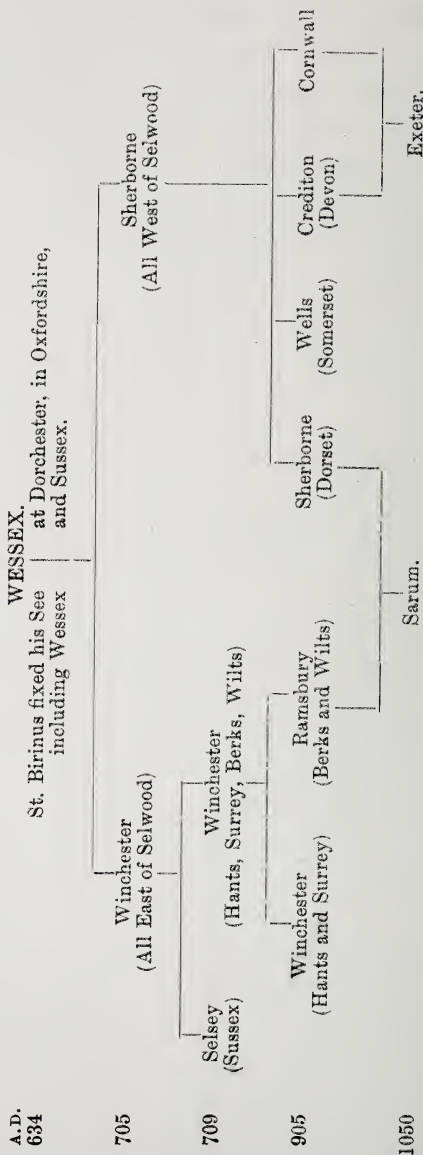 WESSEX.
A.D.
634 St. Birinus fixed his See at Dorchester, in Oxfordshire,
including Wessex and Sussex.
705 Winchester Sherborne
(All East of Selwood) (All West of Selwood)
709 Selsey Winchester
(Sussex) (Hants, Surrey, Berks, Wilts)
905 Winchester Ramsbury Sherborne Wells Crediton Cornwall
(Hants and Surrey) (Berks and Wilts) (Dorset) (Somerset) (Devon)
1050 Sarum. Exeter.